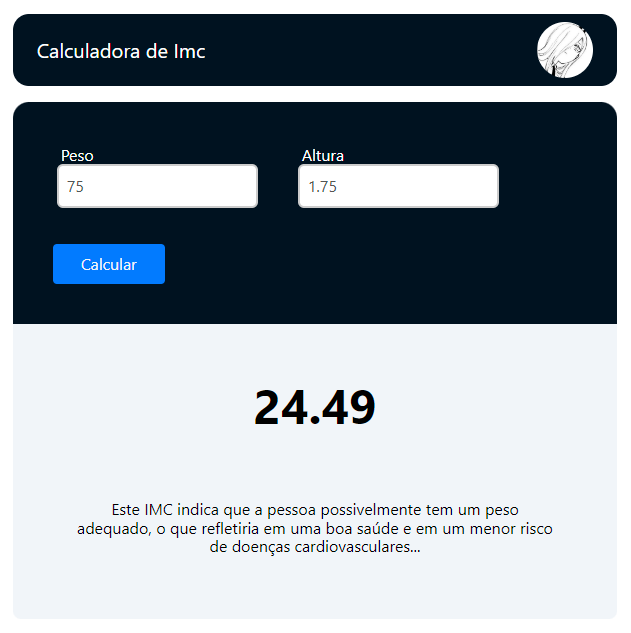 Calculadora de Imc
Peso
Altura
75
1.75
Calcular
24.49
Este IMC indica que a pessoa possivelmente tem um peso
adequado, o que refletiria em uma boa saúde e em um menor risco
de doenças cardiovasculares...